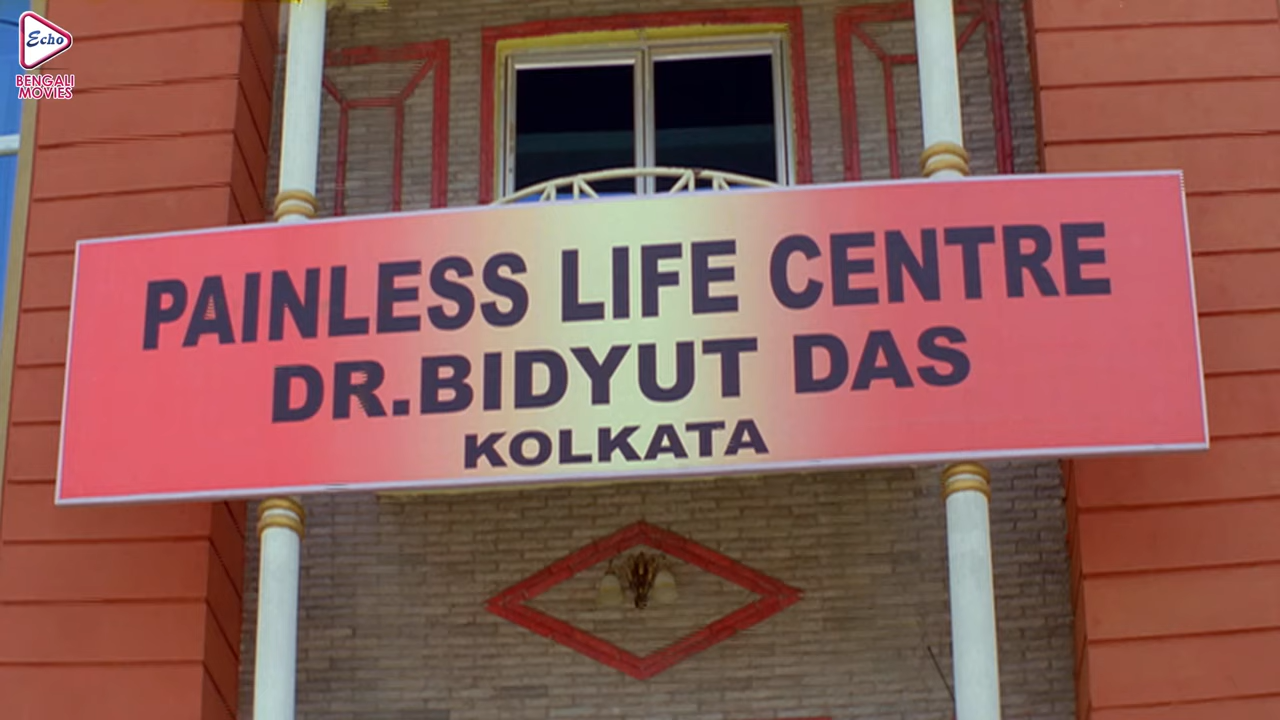 Echo
BENGALI
MOVIES
PAINLESS LIFE CENTRE
DR.BIDYUT DAS
KOLKATA